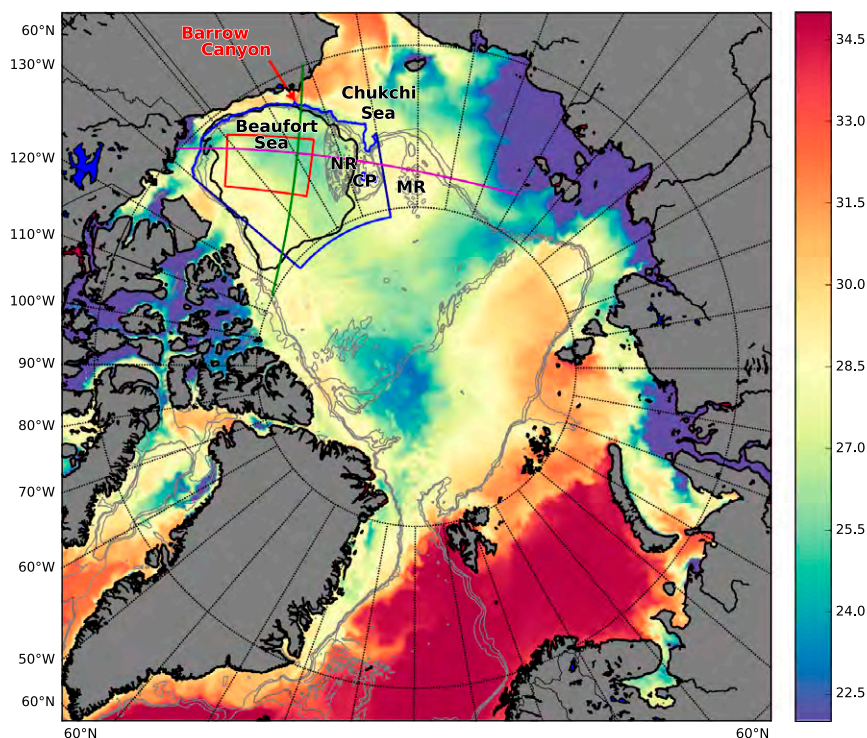 60°N
130°W
120°W
110°W
100°W
90°W
80°W
70°W
60°W
50°W
60°N
60°N
60°N
Barrow
Canyon
Chukchi
Sea
Beaufort
Sea
NR
/CP
MR
34.5
33.0
31.5
30.0
28.5
27.0
25.5
24.0
22.5